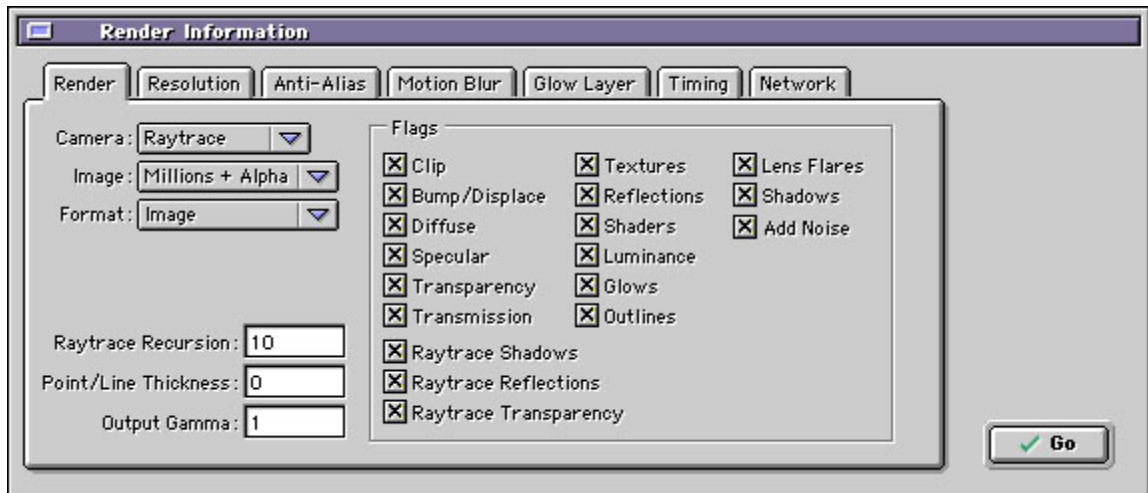 Render Information
Render
Resolution
Anti-Alias
Motion Blur
Glow Layer
Timing
Network
Camera: Raytrace
Image: Millions + Alpha
Format: Image
Raytrace Recursion: 10
Point/Line Thickness: 0
Output Gamma: 1
Flags
Clip
Bump/Displace
Diffuse
Specular
Transparency
Transmission
Textures
Reflections
Shaders
Luminance
Glows
Outlines
Lens Flares
Shadows
Add Noise
Raytrace Shadows
Raytrace Reflections
Raytrace Transparency
Go